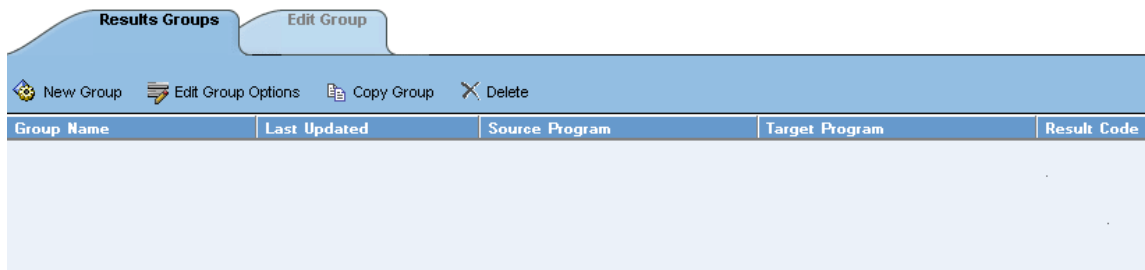 Results Groups Edit Group
New Group Edit Group Options Copy Group Delete
Group Name Last Updated Source Program Target Program Result Code